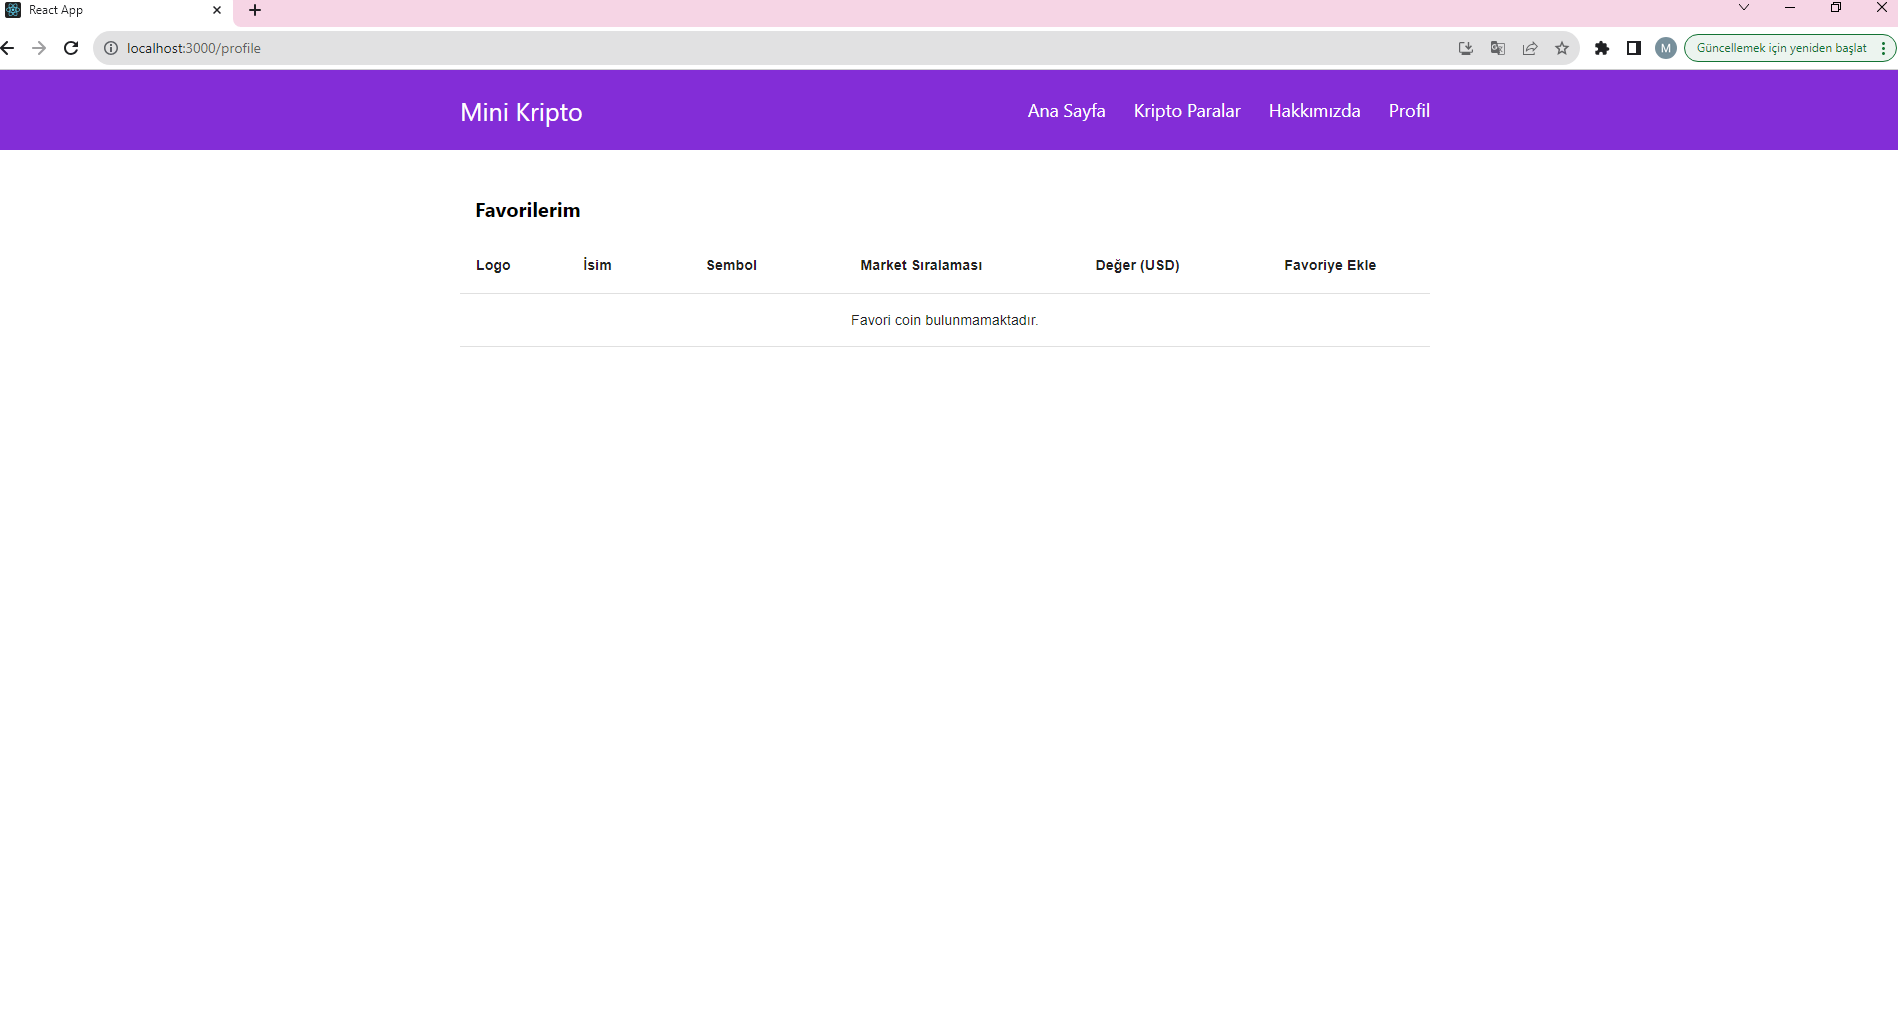 React App
localhost:3000/profile
M
Güncellemek için yeniden başlat
Mini Kripto
Ana Sayfa
Kripto Paralar
Hakkımızda
Profil
Favorilerim
Logo
İsim
Sembol
Market Sıralaması
Değer (USD)
Favoriye Ekle
Favori coin bulunmamaktadır.